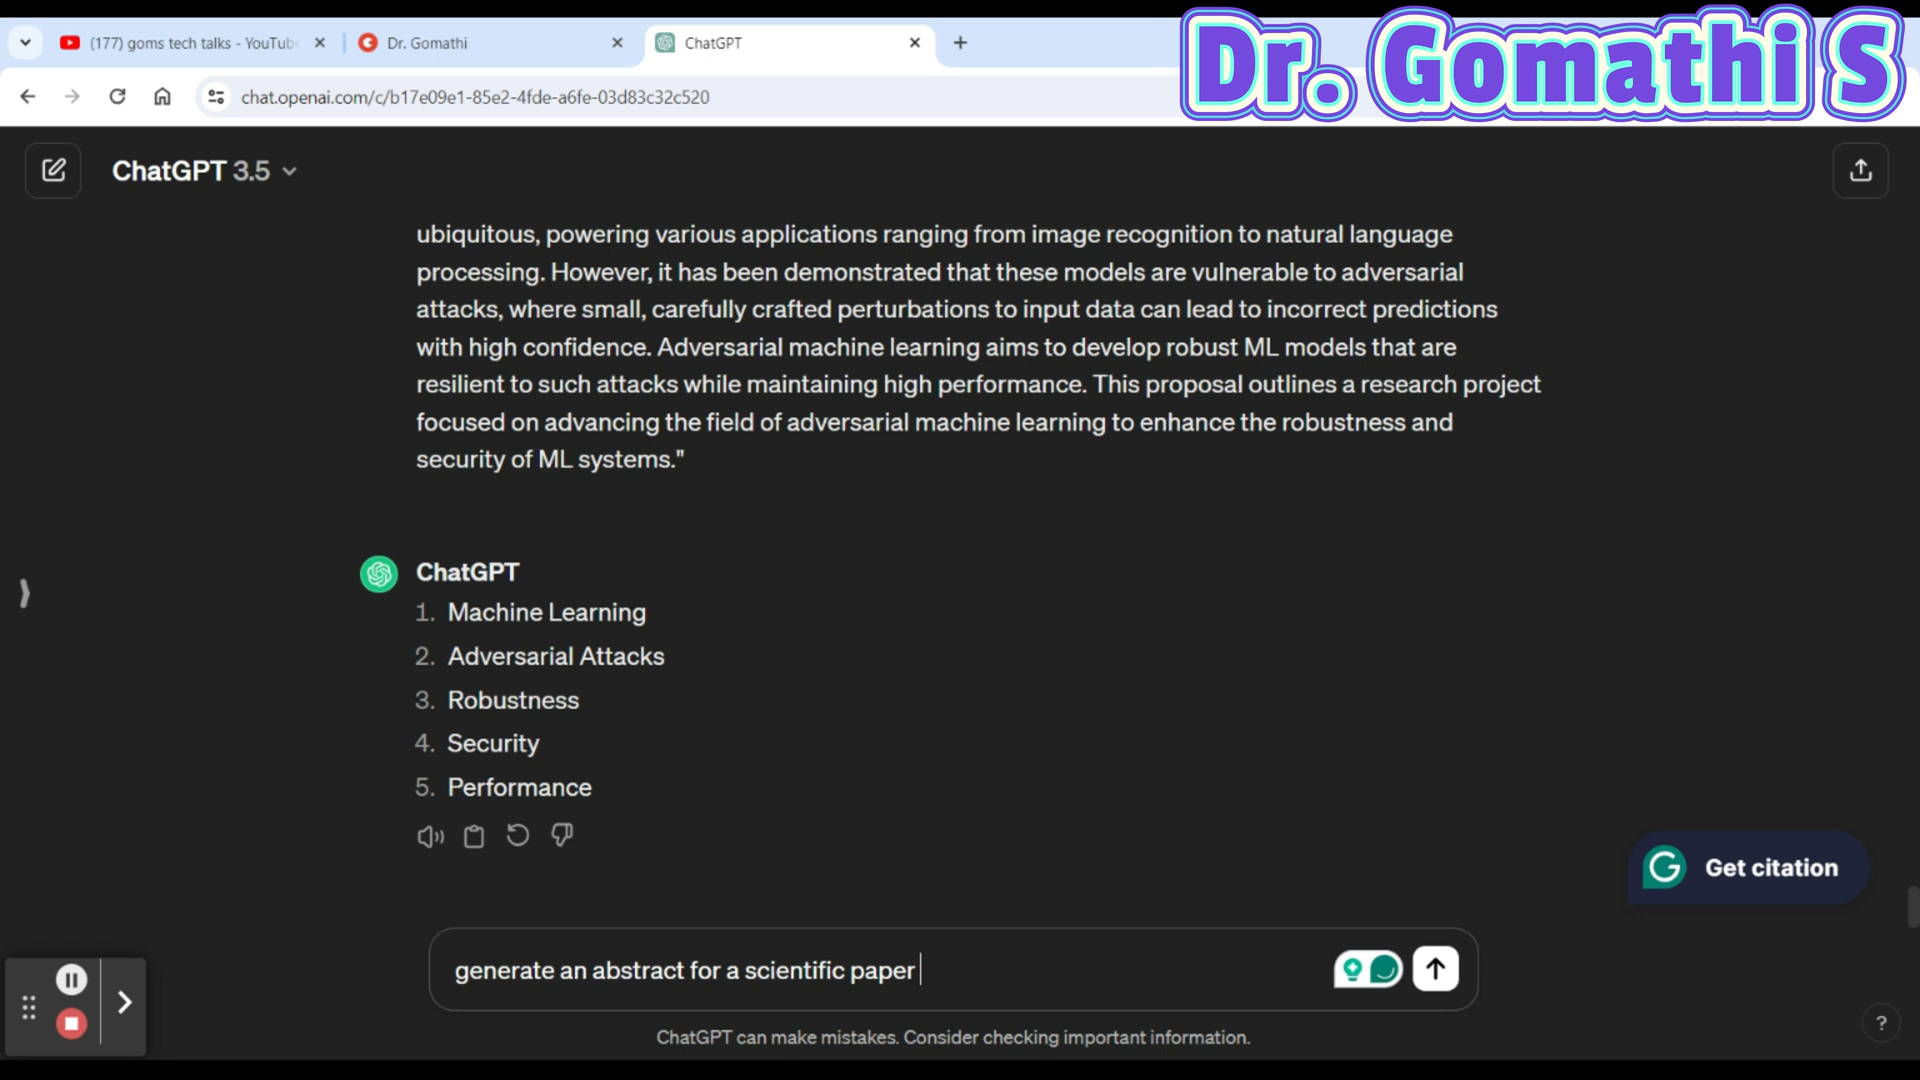 (177) goms tech talks - YouTub
Dr. Gomathi
ChatGPT
Dr. Gomathi S
chat.openai.com/c/b17e09e1-85e2-4fde-a6fe-03d83c32c520
ChatGPT 3.5
ubiquitous, powering various applications ranging from image recognition to natural language
processing. However, it has been demonstrated that these models are vulnerable to adversarial
attacks, where small, carefully crafted perturbations to input data can lead to incorrect predictions
with high confidence. Adversarial machine learning aims to develop robust ML models that are
resilient to such attacks while maintaining high performance. This proposal outlines a research project
focused on advancing the field of adversarial machine learning to enhance the robustness and
security of ML systems."
ChatGPT
1. Machine Learning
2. Adversarial Attacks
3. Robustness
4. Security
5. Performance
Get citation
generate an abstract for a scientific paper
ChatGPT can make mistakes. Consider checking important information.
?